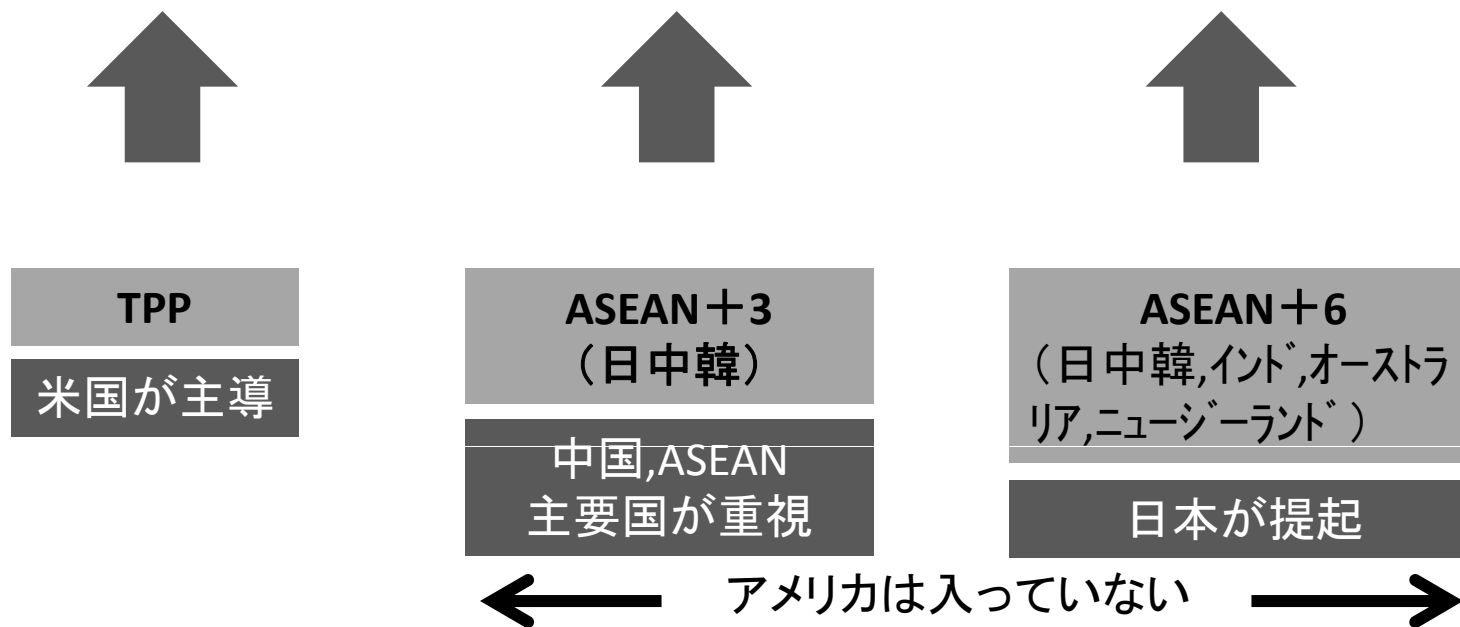 TPP
米国が主導
ASEAN＋3
（日中韓）
中国,ASEAN
主要国が重視
ASEAN＋6
（日中韓,ｲﾝﾄﾞ,ｵｰｽﾄﾗ
ﾘｱ,ﾆｭｰｼﾞｰﾗﾝﾄﾞ）
日本が提起
アメリカは入っていない